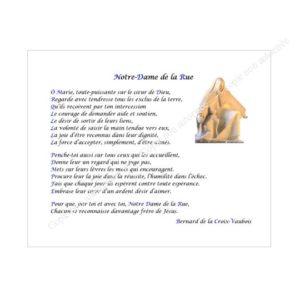 Notre-Dame de la Rue
O Marie, toute-puissante sur le cœur de Dieu,
Regarde avec tendresse tous les exclus de la terre,
Qu'ils reçoivent par ton intercession
Le courage de demander aide et soutien,
Le désir de sortir de leurs liens,
La volonté de saisir la main tendue vers eux,
La joie d'être reconnus dans leur dignité,
La force d'accepter, simplement, d'être aimés.
Penche-toi aussi sur tous ceux qui les accueillent,
Donne leur un regard qui ne juge pas,
Mets sur leurs lèvres les mots qui encouragent.
Procure leur la joie dans la réussite, l'humilité dans l'échec.
Fais que chaque jour ils espèrent contre toute espérance.
Embrase leur cœur d'un ardent désir d'aimer.
Pour que, par toi et avec toi, Notre Dame de la Rue,
Chacun se reconnaisse davantage frère de Jésus.
Bernard de la Croix-Vaubois